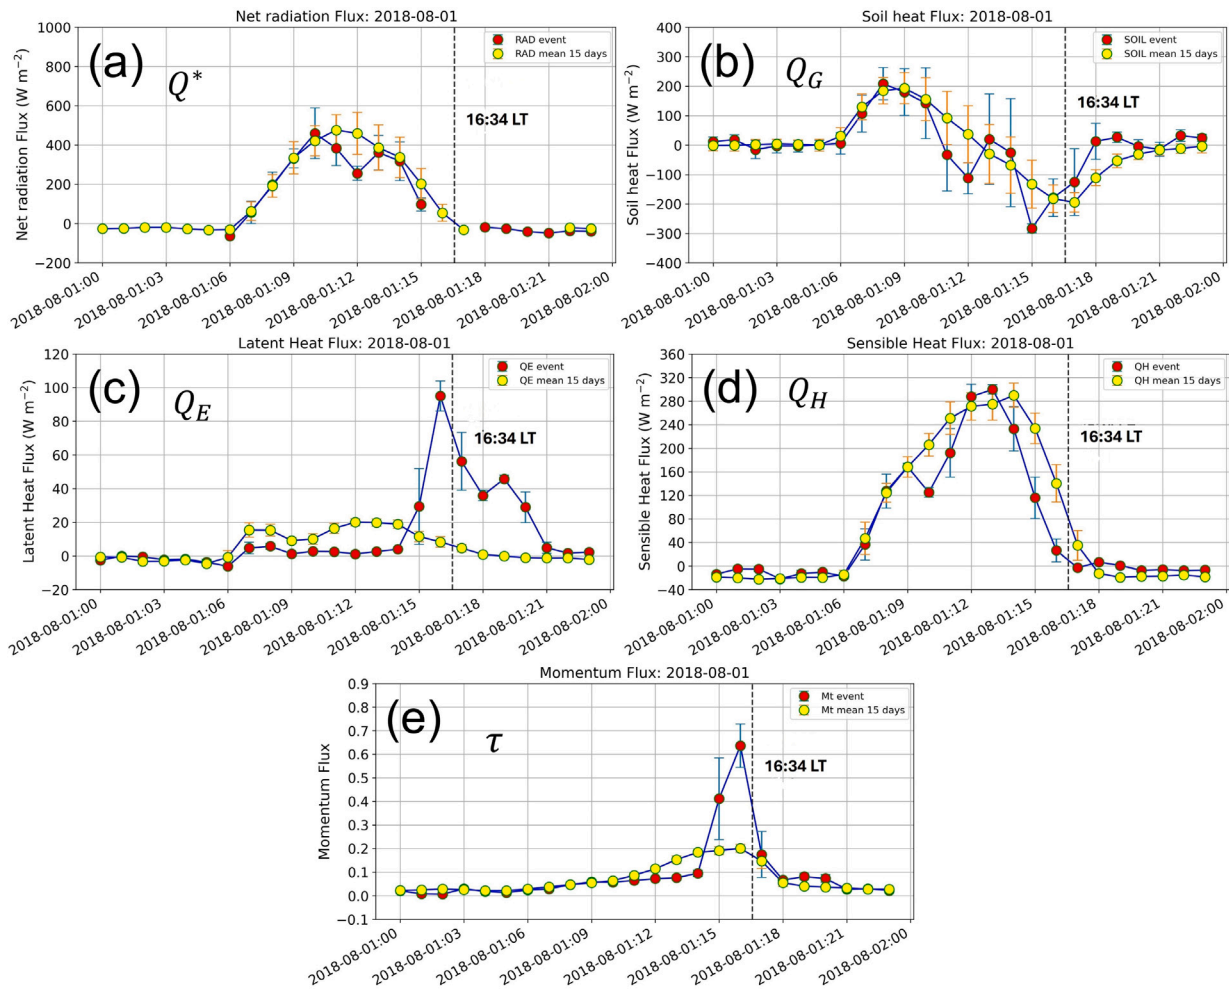 Net radiation Flux: 2018-08-01
(a)
Q*
RAD event
RAD mean 15 days
16:34 LT
Net radiation Flux (W m−2)
1000
800
600
400
200
0
−200
2018-08-01:00
2018-08-01:03
2018-08-01:06
2018-08-01:09
2018-08-01:12
2018-08-01:15
2018-08-01:18
2018-08-01:21
2018-08-02:00
Soil heat Flux: 2018-08-01
(b)
Q_G
SOIL event
SOIL mean 15 days
16:34 LT
Soil heat Flux (W m−2)
400
300
200
100
0
−100
−200
−300
−400
2018-08-01:00
2018-08-01:03
2018-08-01:06
2018-08-01:09
2018-08-01:12
2018-08-01:15
2018-08-01:18
2018-08-01:21
2018-08-02:00
Latent Heat Flux: 2018-08-01
(c)
Q_E
QE event
QE mean 15 days
16:34 LT
Latent Heat Flux (W m−2)
120
100
80
60
40
20
0
−20
2018-08-01:00
2018-08-01:03
2018-08-01:06
2018-08-01:09
2018-08-01:12
2018-08-01:15
2018-08-01:18
2018-08-01:21
2018-08-02:00
Sensible Heat Flux: 2018-08-01
(d)
Q_H
QH event
QH mean 15 days
16:34 LT
Sensible Heat Flux (W m−2)
360
320
280
240
200
160
120
80
40
0
−40
2018-08-01:00
2018-08-01:03
2018-08-01:06
2018-08-01:09
2018-08-01:12
2018-08-01:15
2018-08-01:18
2018-08-01:21
2018-08-02:00
Momentum Flux: 2018-08-01
(e)
τ
Mt event
Mt mean 15 days
16:34 LT
Momentum Flux
0.9
0.8
0.7
0.6
0.5
0.4
0.3
0.2
0.1
0.0
−0.1
2018-08-01:00
2018-08-01:03
2018-08-01:06
2018-08-01:09
2018-08-01:12
2018-08-01:15
2018-08-01:18
2018-08-01:21
2018-08-02:00